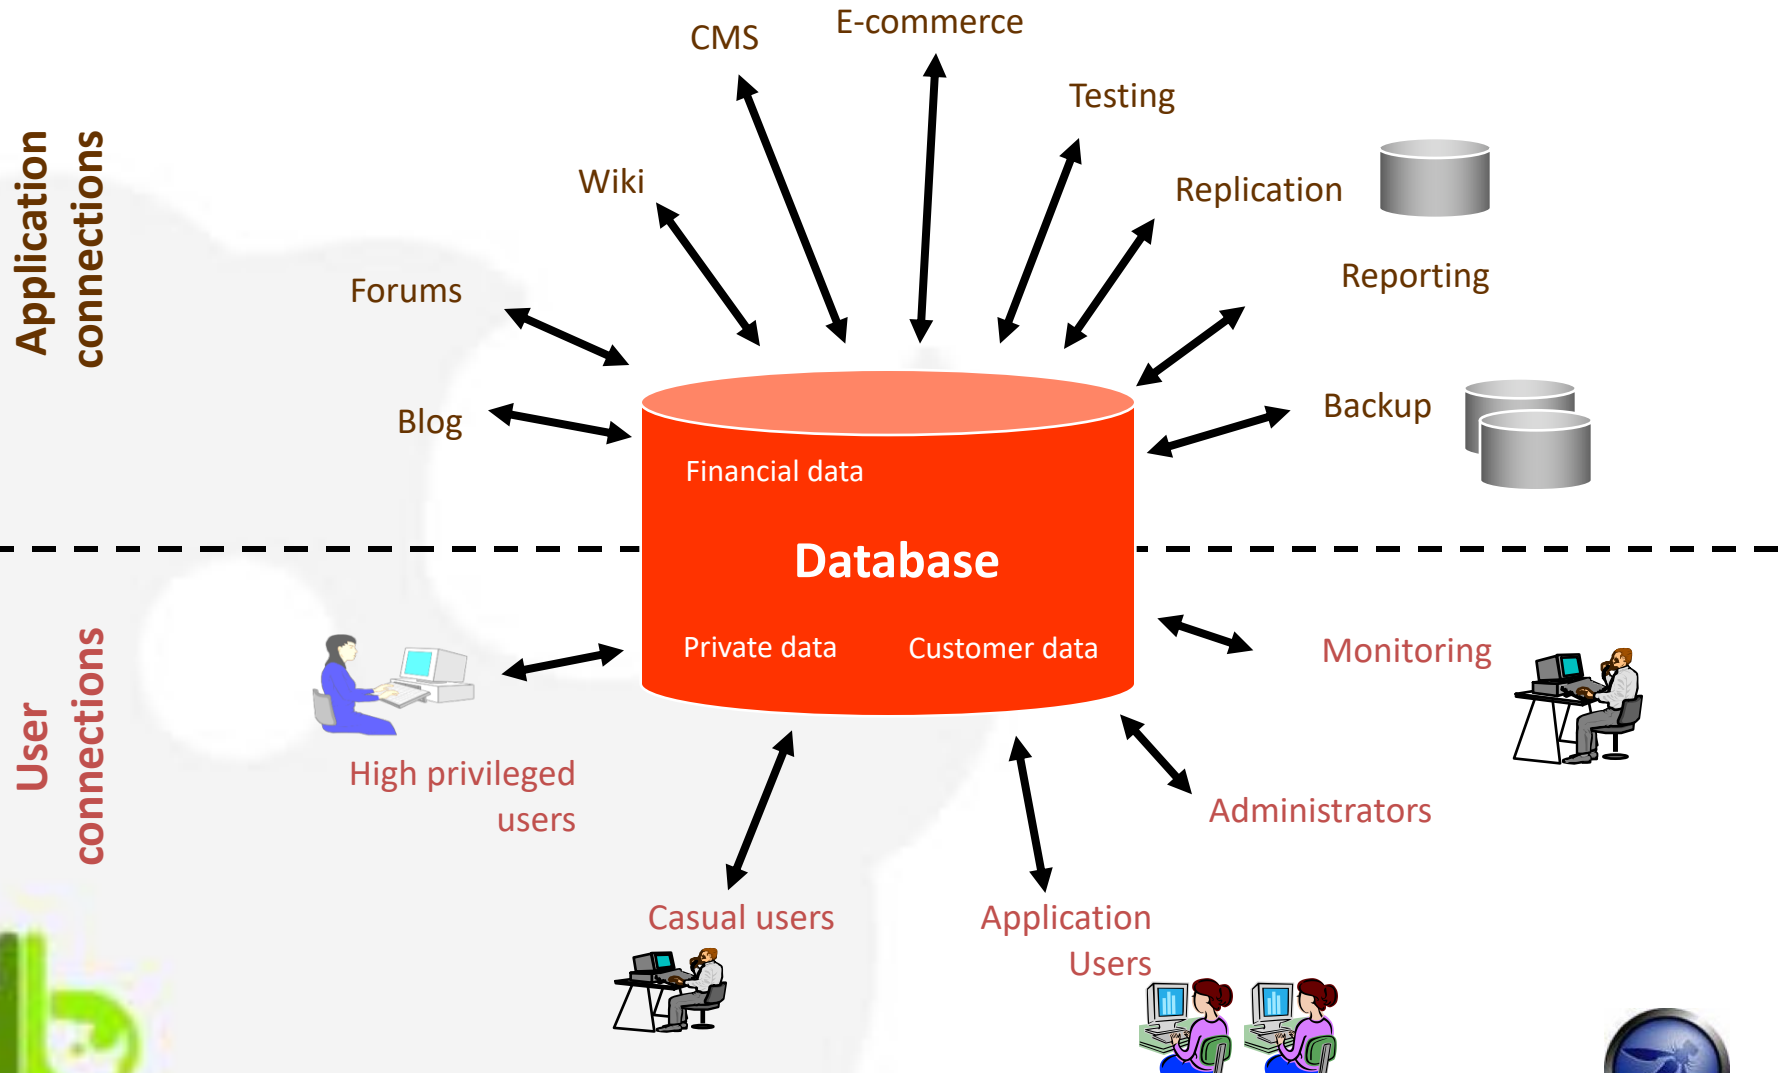 E-commerce
CMS
Testing
Wiki
Replication
Application
connections
Reporting
Forums
Backup
Blog
Financial data
Database
Private data
Customer data
Monitoring
User
connections
High privileged
users
Administrators
Casual users
Application
Users